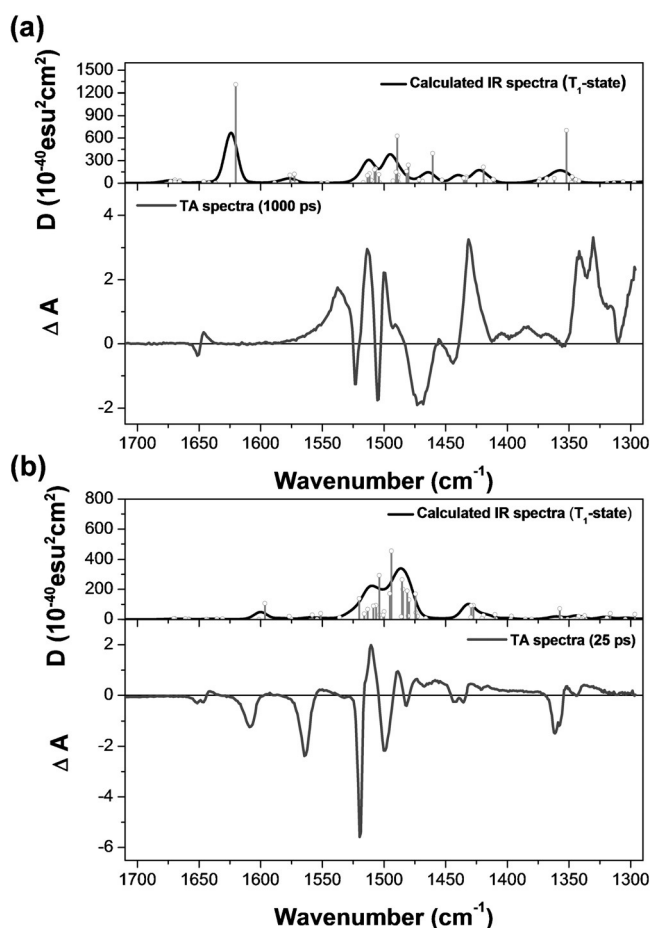 (a)
1500
1200
900
600
300
0
D (10⁻⁴⁰esu²cm²)
Calculated IR spectra (T₁-state)
4
2
0
-2
Δ A
TA spectra (1000 ps)
1700 1650 1600 1550 1500 1450 1400 1350 1300
Wavenumber (cm⁻¹)
(b)
800
600
400
200
0
D (10⁻⁴⁰esu²cm²)
Calculated IR spectra (T₁-state)
2
0
-2
-4
-6
Δ A
TA spectra (25 ps)
1700 1650 1600 1550 1500 1450 1400 1350 1300
Wavenumber (cm⁻¹)